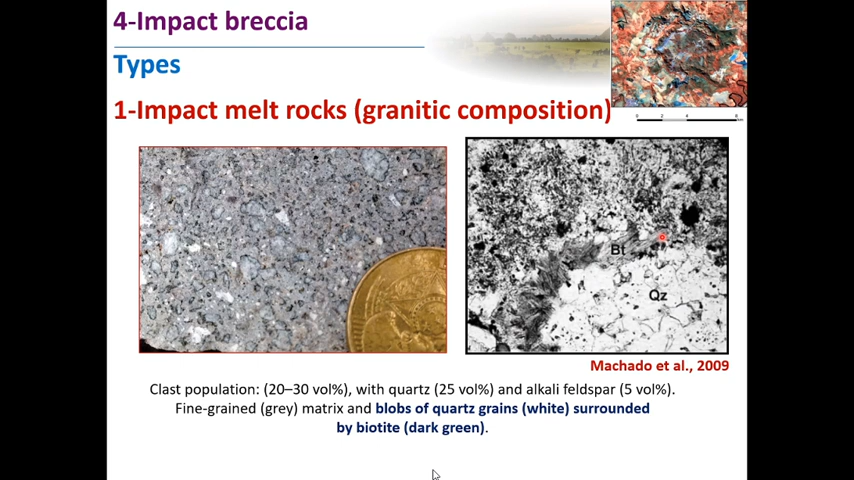 4-Impact breccia
Types
1-Impact melt rocks (granitic composition)
Bt
Qz
Machado et al., 2009
Clast population: (20–30 vol%), with quartz (25 vol%) and alkali feldspar (5 vol%).
Fine-grained (grey) matrix and blobs of quartz grains (white) surrounded
by biotite (dark green).